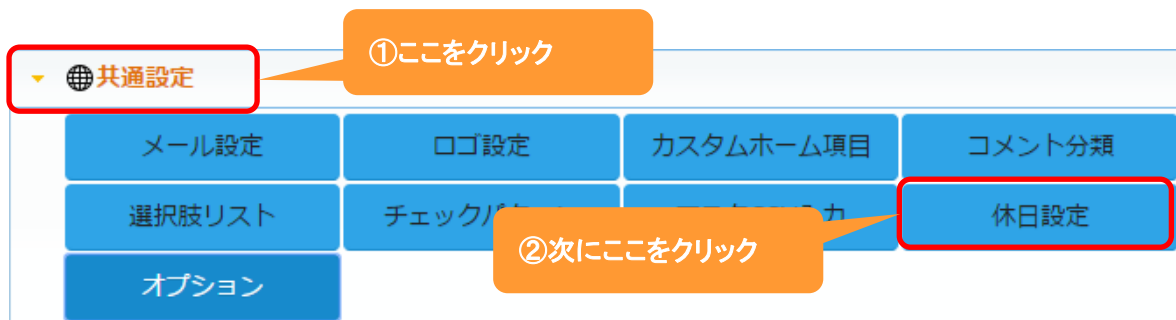 ①ここをクリック
共通設定
メール設定
ロゴ設定
カスタムホーム項目
コメント分類
選択肢リスト
休日設定
②次にここをクリック
オプション